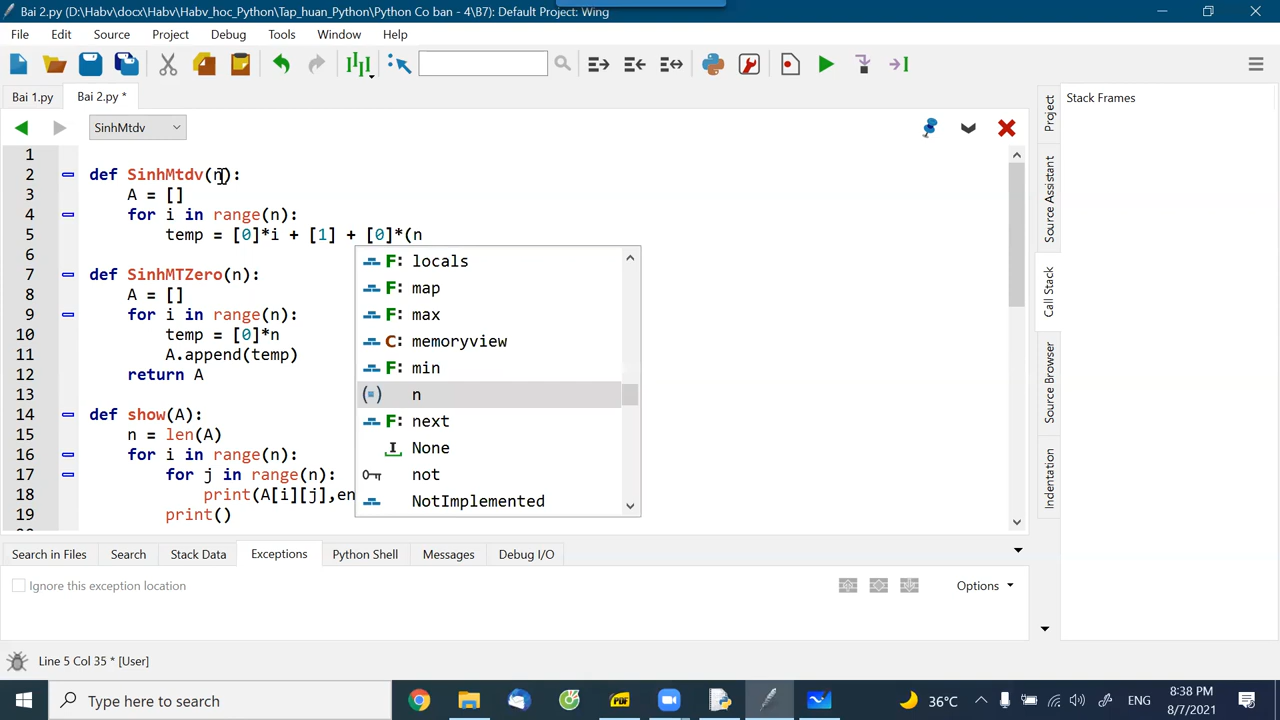 Bai 2.py (D:\Habv\docx\Habv\Habv_hoc_Python\Tap_huan_Python\Python Co ban - 4\B7): Default Project: Wing
File Edit Source Project Debug Tools Window Help
Bai 1.py Bai 2.py *
SinhMtdv
1
2 def SinhMtdv(n):
3 A = []
4 for i in range(n):
5 temp = [0]*i + [1] + [0]*(n
6
7 def SinhMTZero(n):
8 A = []
9 for i in range(n):
10 temp = [0]*n
11 A.append(temp)
12 return A
13
14 def show(A):
15 n = len(A)
16 for i in range(n):
17 for j in range(n):
18 print(A[i][j],en
19 print()
F: locals
F: map
F: max
C: memoryview
F: min
n
F: next
I None
not
NotImplemented
Stack Frames
Project
Source Assistant
Call Stack
Source Browser
Indentation
Search in Files Search Stack Data Exceptions Python Shell Messages Debug I/O
Ignore this exception location Options
Line 5 Col 35 * [User]
Type here to search
PDF
36°C ENG 8:38 PM
8/7/2021